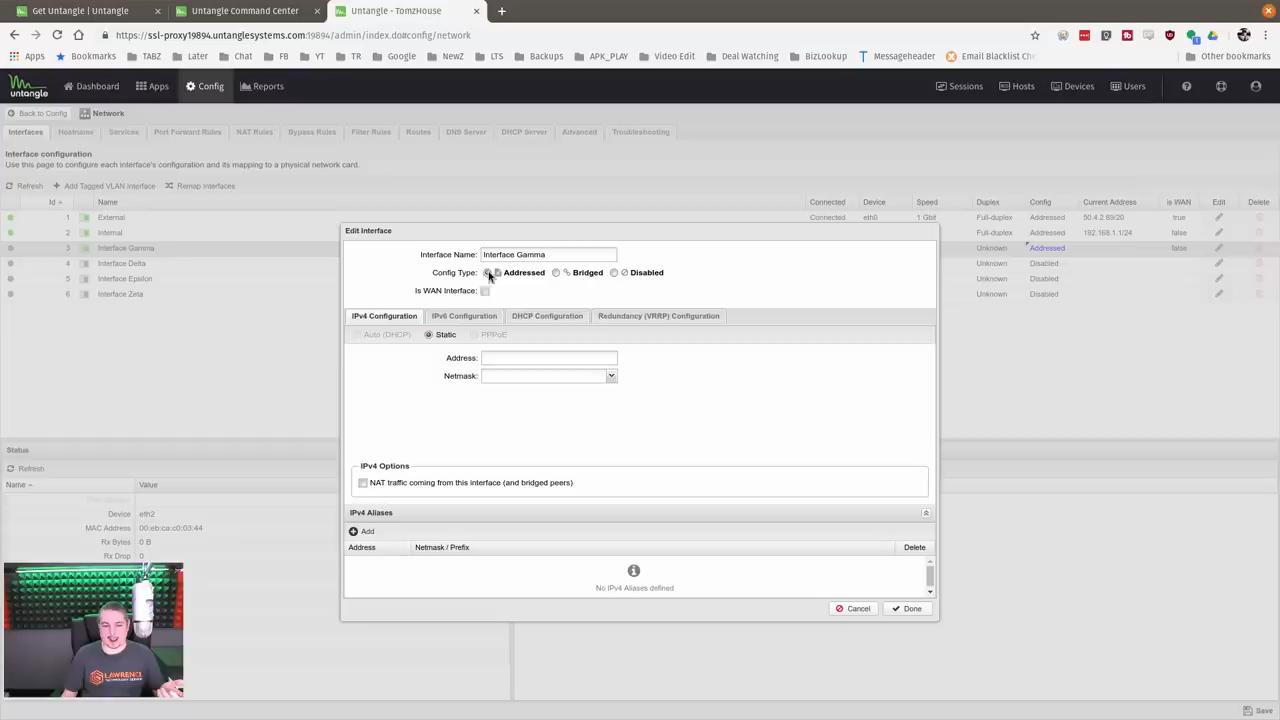 Get Untangle | Untangle × Untangle Command Center × Untangle - TomzHouse × +
https://ssl-proxy19894.untanglesystems.com:19894/admin/index.do#config/network
Apps Bookmarks TABZ Later Chat FB YT TR Google NewZ LTS Backups APK_PLAY Video Edit Deal Watching BizLookup Messageheader Email Blacklist Ch Other bookmarks
untangle Dashboard Apps Config Reports Sessions Hosts Devices Users
Back to Config Network
Interfaces Hostname Services Port Forward Rules NAT Rules Bypass Rules Filter Rules Routes DNS Server DHCP Server Advanced Troubleshooting
Interface configuration
Use this page to configure each interface's configuration and its mapping to a physical network card.
Refresh Add Tagged VLAN Interface Remap Interfaces
Id Name Connected Device Speed Duplex Config Current Address is WAN Edit Delete
1 External Connected eth0 1 Gbit Full-duplex Addressed 50.4.2.69/20 true
2 Internal Full-duplex Addressed 192.168.1.1/24 false
3 Interface Gamma Unknown Addressed false
4 Interface Delta Unknown Disabled
5 Interface Epsilon Unknown Disabled
6 Interface Zeta Unknown Disabled
Edit Interface
Interface Name: Interface Gamma
Config Type: Addressed Bridged Disabled
Is WAN Interface:
IPv4 Configuration IPv6 Configuration DHCP Configuration Redundancy (VRRP) Configuration
Auto (DHCP) Static PPPoE
Address:
Netmask:
IPv4 Options
NAT traffic coming from this interface (and bridged peers)
IPv4 Aliases
Add
Address Netmask / Prefix Delete
No IPv4 Aliases defined
Cancel Done
Status
Refresh
Name Value
Device eth2
MAC Address 00:eb:ca:c0:03:44
Rx Bytes 0 B
Rx Drop 0
LAWRENCE
Save